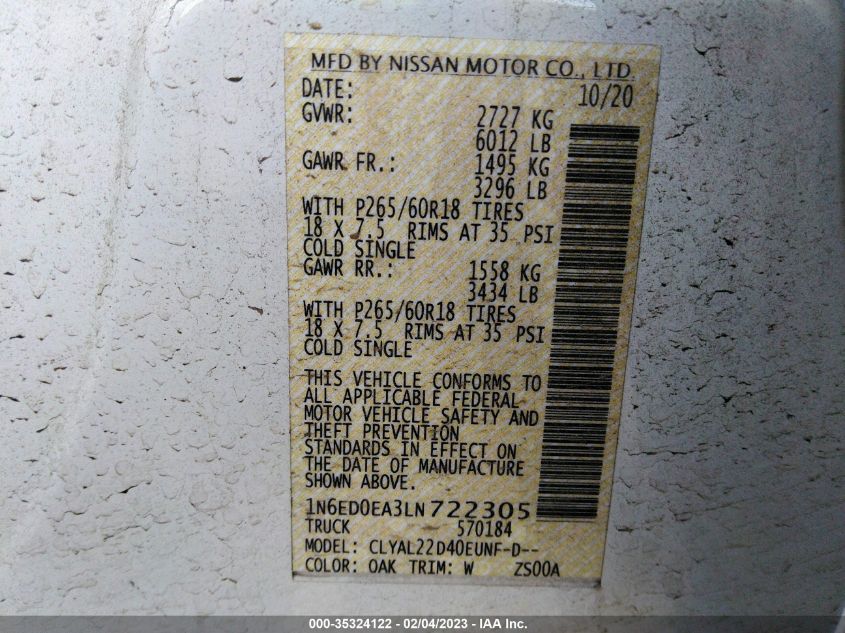 MFD BY NISSAN MOTOR CO., LTD.
DATE: 10/20
GVWR: 2727 KG
6012 LB
GAWR FR.: 1495 KG
3296 LB
WITH P265/60R18 TIRES
18 X 7.5 RIMS AT 35 PSI
COLD SINGLE
GAWR RR.: 1558 KG
3434 LB
WITH P265/60R18 TIRES
18 X 7.5 RIMS AT 35 PSI
COLD SINGLE
THIS VEHICLE CONFORMS TO
ALL APPLICABLE FEDERAL
MOTOR VEHICLE SAFETY AND
THEFT PREVENTION
STANDARDS IN EFFECT ON
THE DATE OF MANUFACTURE
SHOWN ABOVE.
1N6ED0EA3LN722305
TRUCK 570184
MODEL: CLYAL22D40EUNF-D--
COLOR: QAK TRIM: W ZS00A
000-35324122 - 02/04/2023 - IAA Inc.